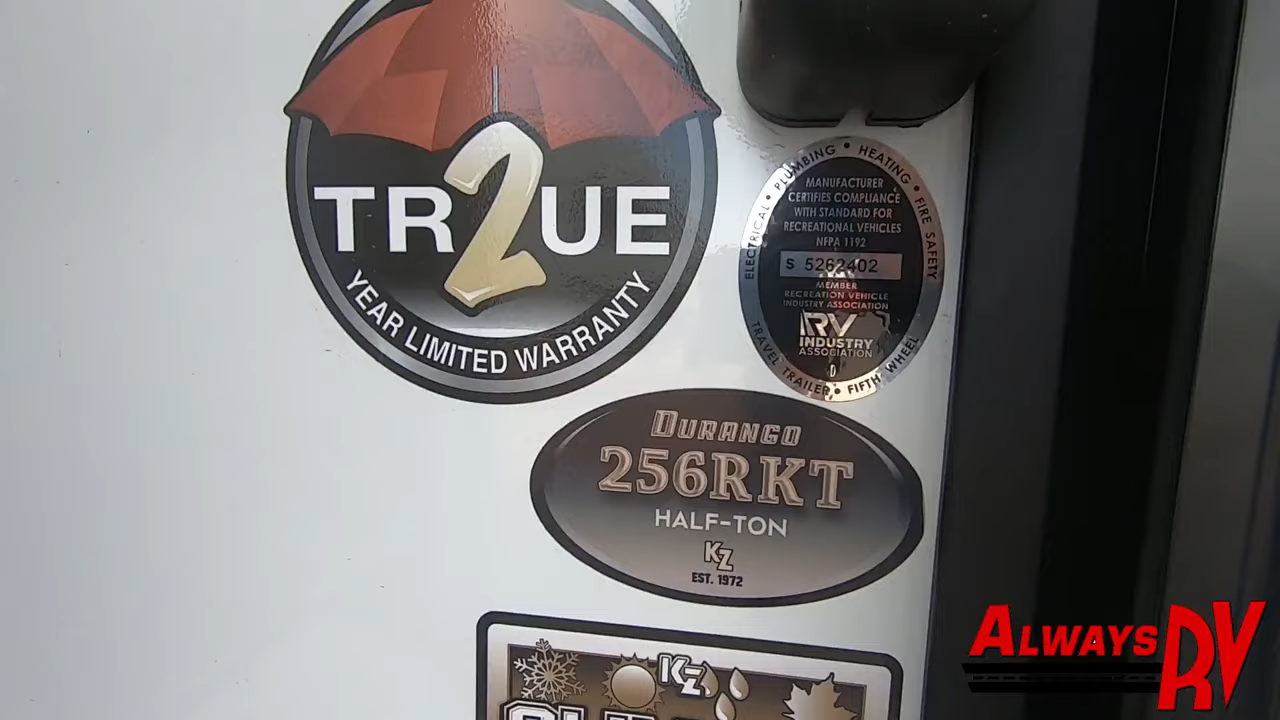 TR2UE
YEAR LIMITED WARRANTY
ELECTRICAL • PLUMBING • HEATING • FIRE SAFETY
MANUFACTURER
CERTIFIES COMPLIANCE
WITH STANDARD FOR
RECREATIONAL VEHICLES
NFPA 1192
S 5262402
MEMBER
RECREATION VEHICLE
INDUSTRY ASSOCIATION
RV
INDUSTRY
ASSOCIATION
D
TRAVEL TRAILER • FIFTH WHEEL
DURANGO
256RKT
HALF-TON
KZ
EST. 1972
KZ
ALWAYS RV